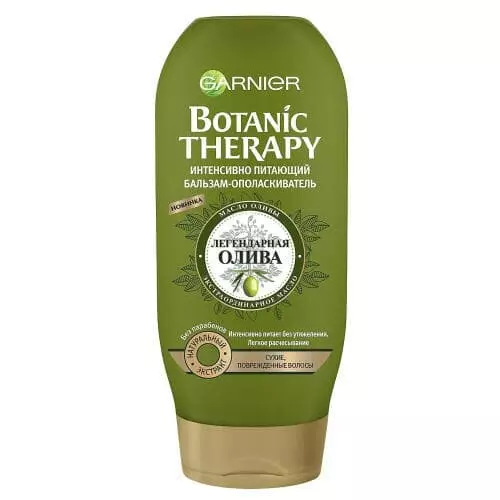 GARNIER
BOTANIC
THERAPY
ИНТЕНСИВНО ПИТАЮЩИЙ
БАЛЬЗАМ-ОПОЛАСКИВАТЕЛЬ
НОВИНКА
МАСЛО ОЛИВЫ
ЛЕГЕНДАРНАЯ
ОЛИВА
ЭКСТРАОРДИНАРНОЕ МАСЛО
Без парабенов
НАТУРАЛЬНЫЙ
ЭКСТРАКТ
Интенсивно питает без утяжеления.
Легкое расчесывание
СУХИЕ,
ПОВРЕЖДЕННЫЕ ВОЛОСЫ